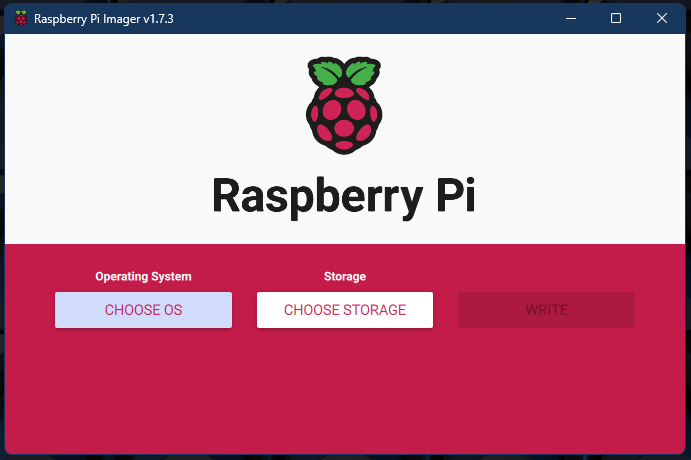 Raspberry Pi Imager v1.7.3
Raspberry Pi
Operating System
Storage
CHOOSE OS
CHOOSE STORAGE
WRITE